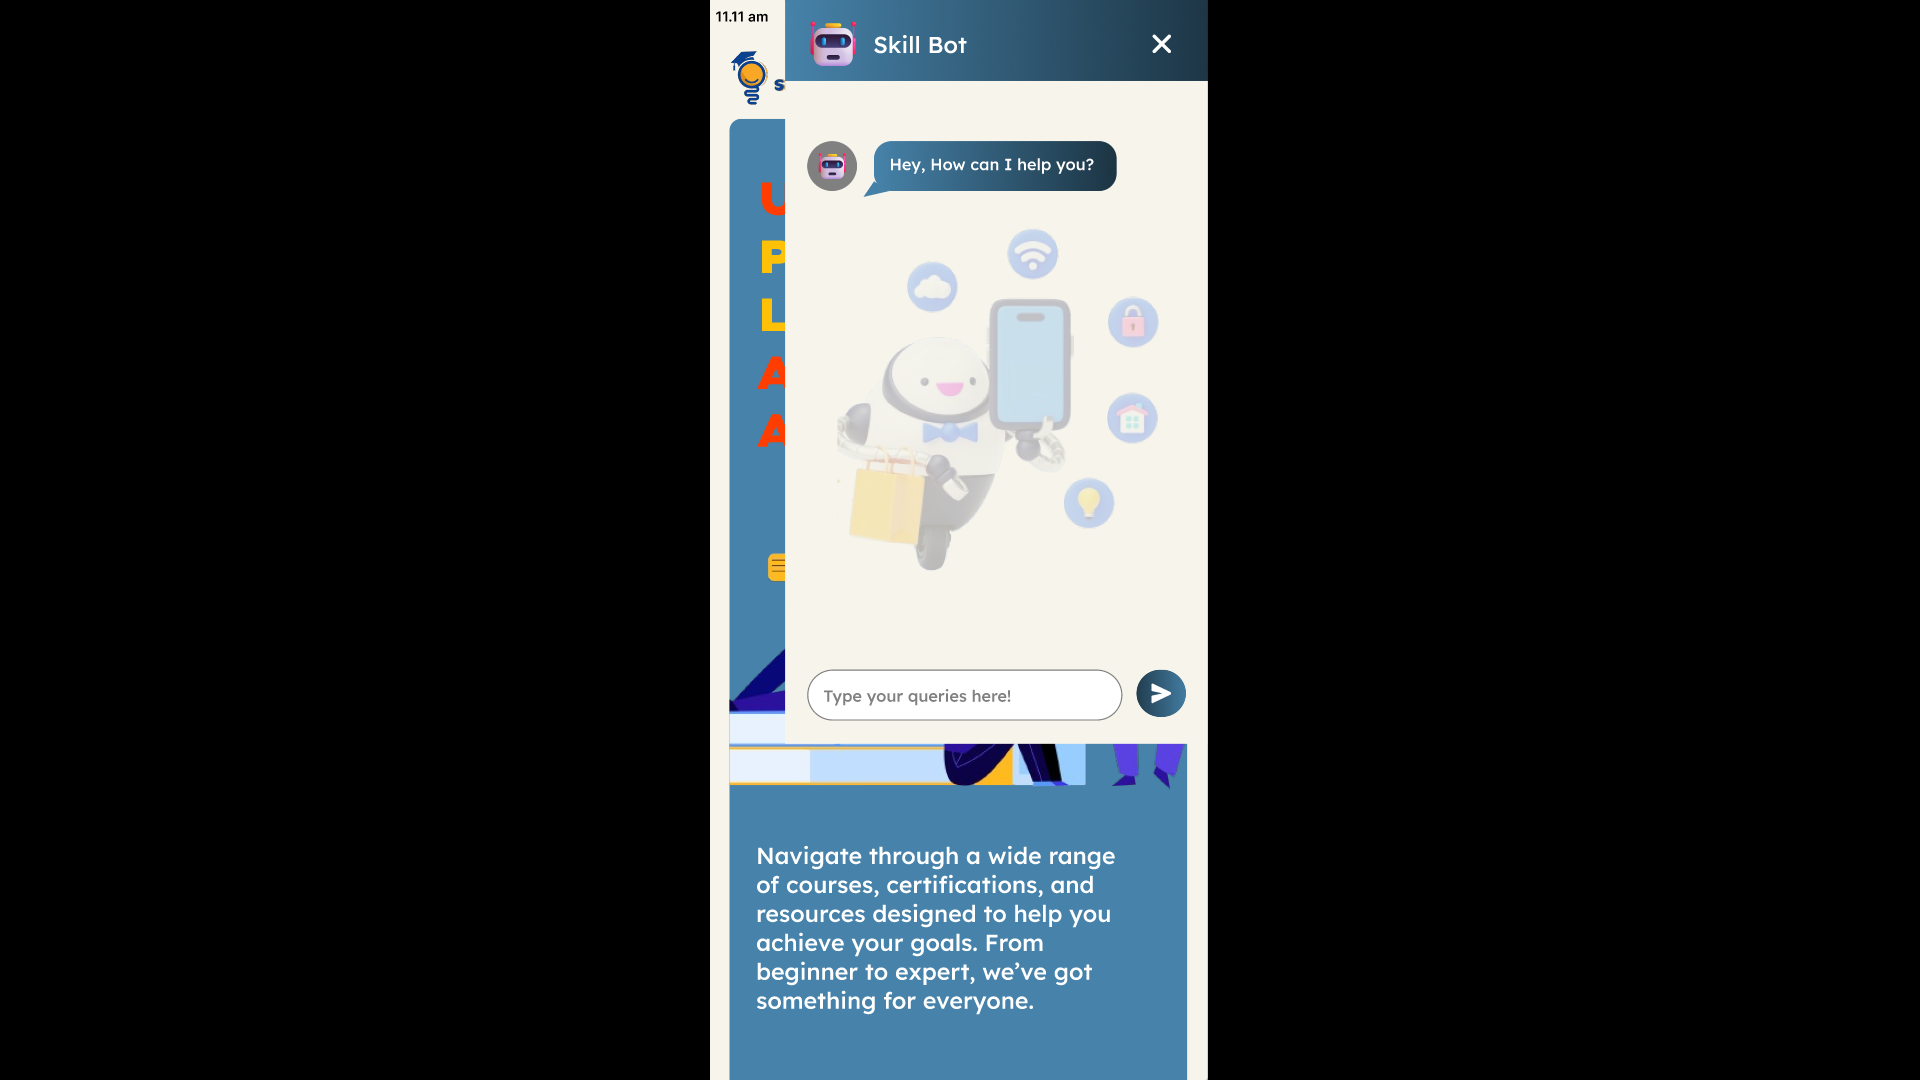 11.11 am
Skill Bot
s
U
P
L
A
A
Hey, How can I help you?
Type your queries here!
Navigate through a wide range
of courses, certifications, and
resources designed to help you
achieve your goals. From
beginner to expert, we’ve got
something for everyone.